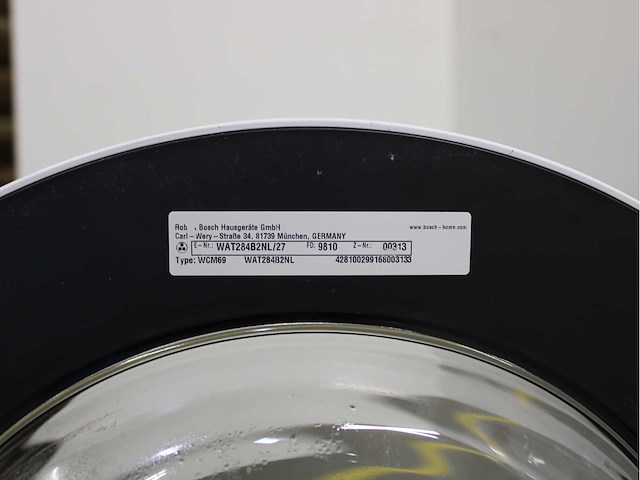 Rob , Bosch Hausgeräte GmbH www.bosch-home.com
Carl-Wery-Straße 34, 81739 München, GERMANY
E-Nr.: WAT284B2NL/27 FD: 9810 Z-Nr.: 00313
Type: WCM69 WAT284B2NL 428100299168003133